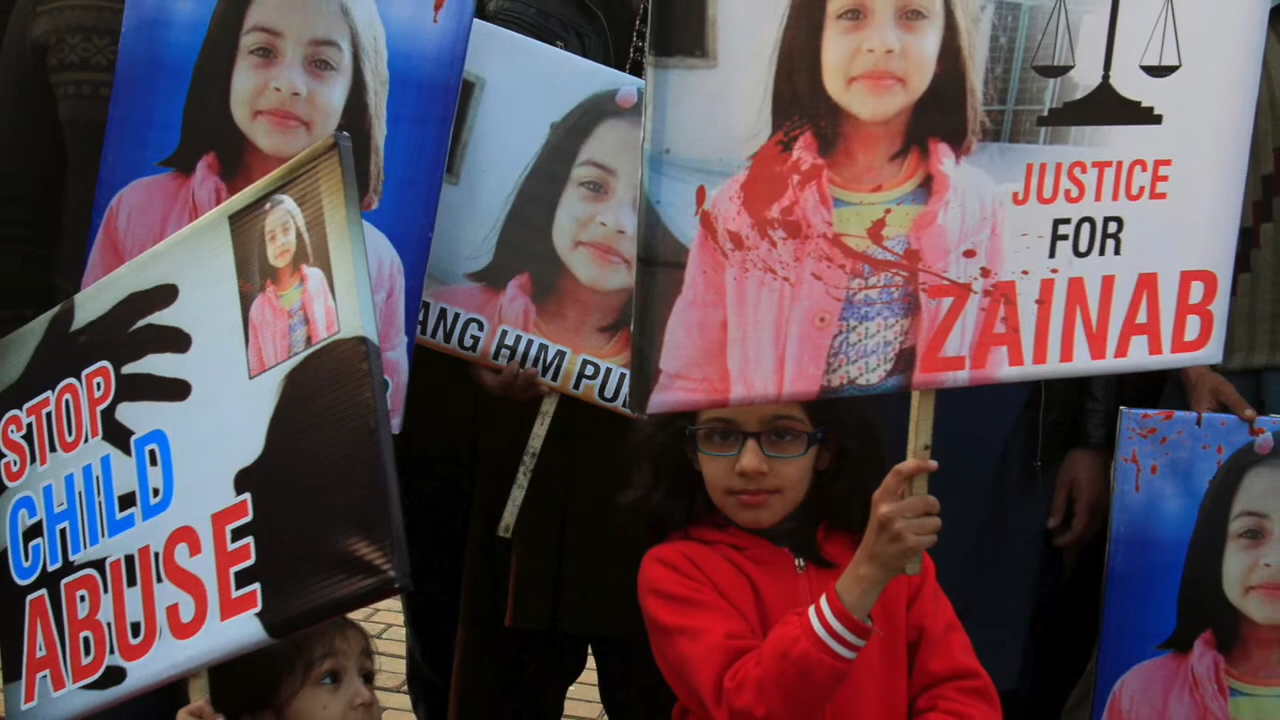 STOP
CHILD
ABUSE
ANG HIM PU
JUSTICE
FOR
ZAINAB